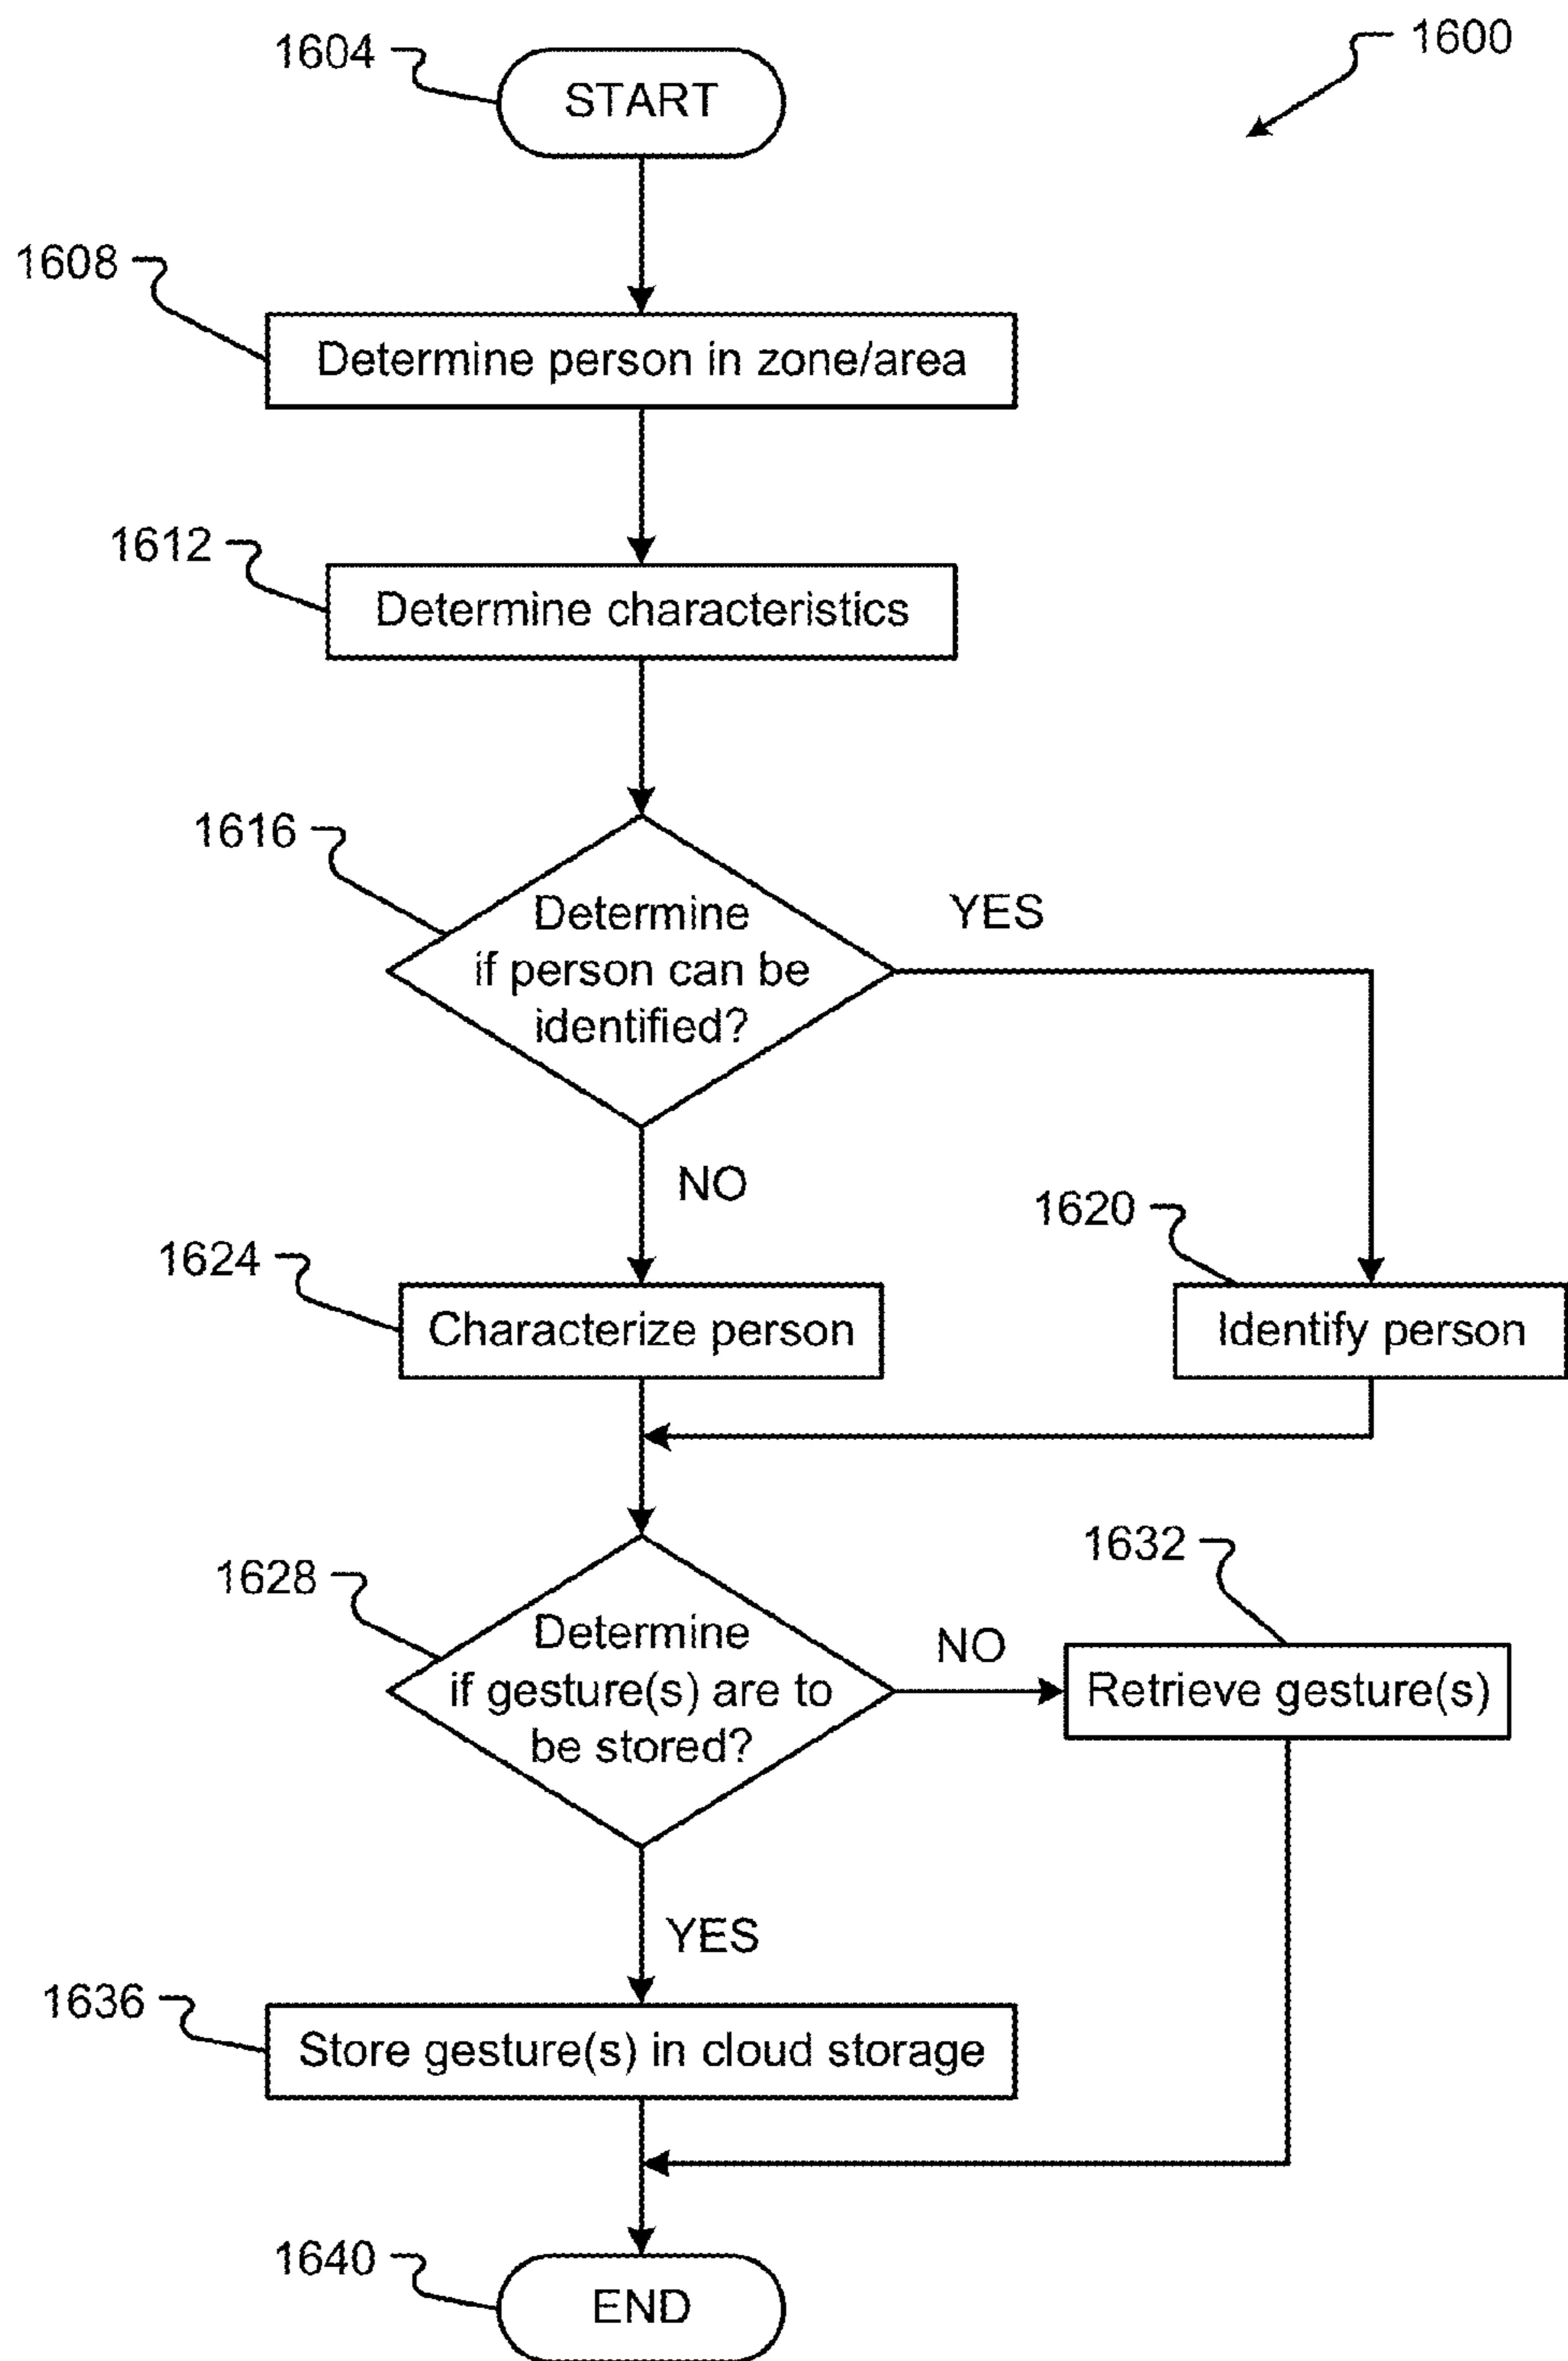 1600
1604
START
1608
Determine person in zone/area
1612
Determine characteristics
1616
Determine
if person can be
identified?
YES
NO
1620
1624
Characterize person
Identify person
1628
1632
Determine
if gesture(s) are to
be stored?
NO
Retrieve gesture(s)
YES
1636
Store gesture(s) in cloud storage
1640
END